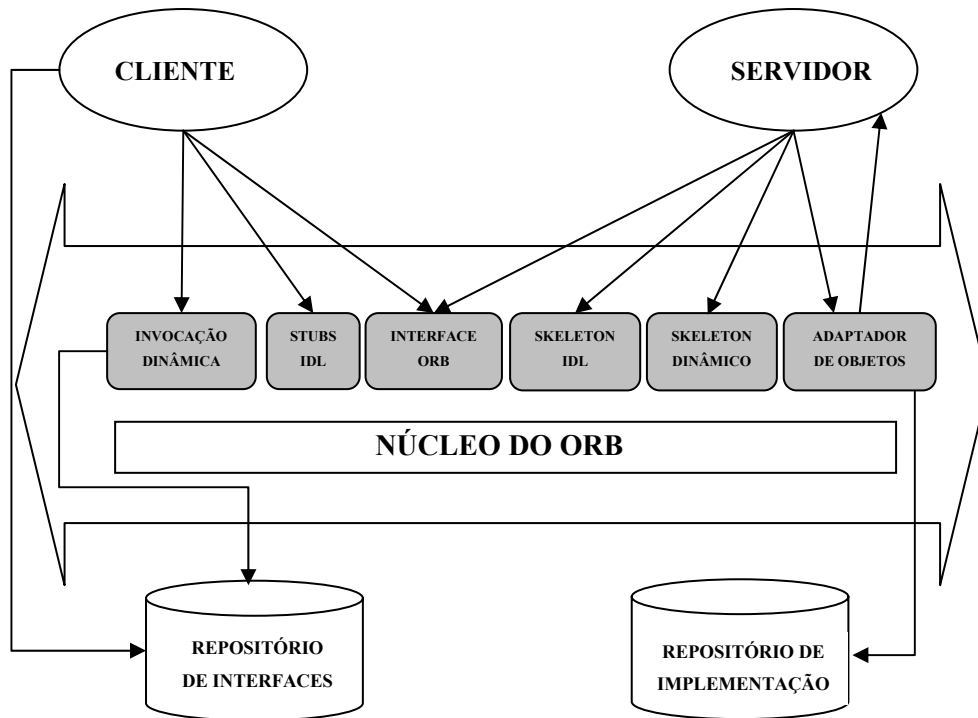 CLIENTE
SERVIDOR
INVOCAÇÃO
DINÂMICA
STUBS
IDL
INTERFACE
ORB
SKELETON
IDL
SKELETON
DINÂMICO
ADAPTADOR
DE OBJETOS
NÚCLEO DO ORB
REPOSITÓRIO
DE INTERFACES
REPOSITÓRIO DE
IMPLEMENTAÇÃO